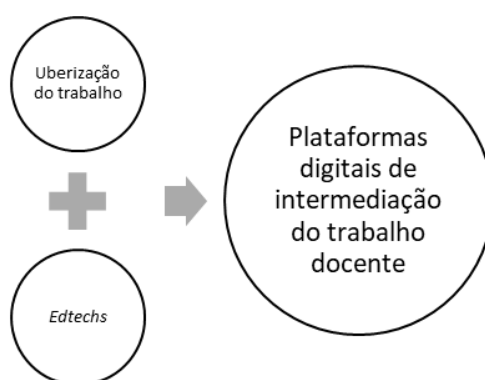 Uberização
do trabalho
Plataformas
digitais de
intermediação
do trabalho
docente
Edtechs